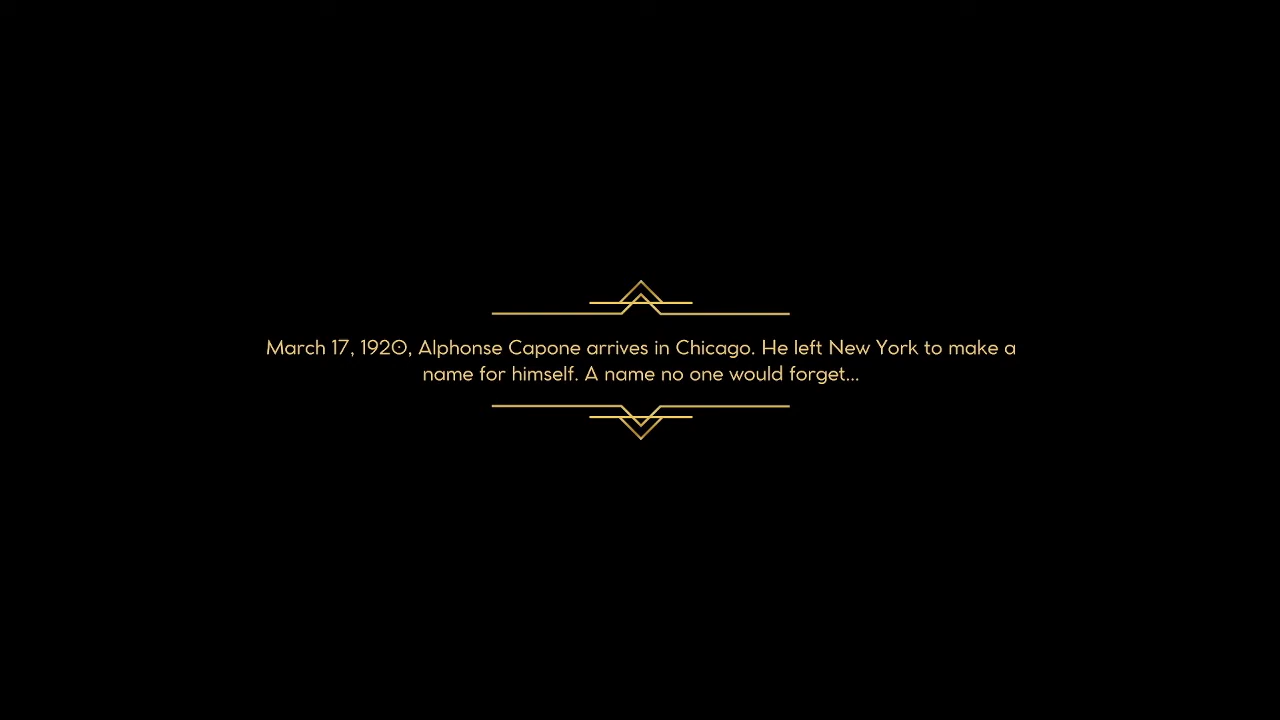 March 17, 1920, Alphonse Capone arrives in Chicago. He left New York to make a
name for himself. A name no one would forget...